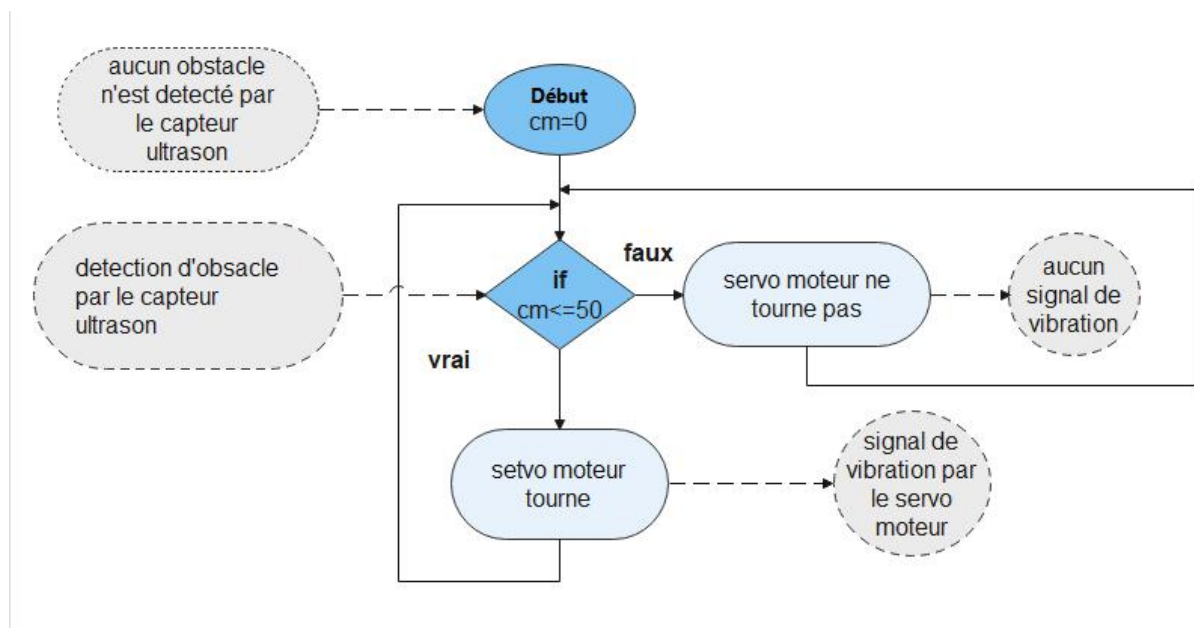 aucun obstacle
n'est detecté par
le capteur
ultrason
Début
cm=0
detection d'obsacle
par le capteur
ultrason
if
cm<=50
faux
servo moteur ne
tourne pas
aucun
signal de
vibration
vrai
setvo moteur
tourne
signal de
vibration par
le servo
moteur